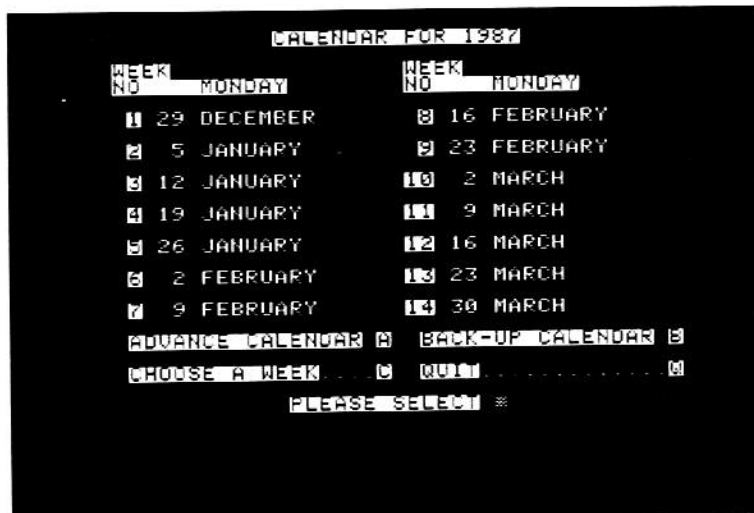 CALENDAR FOR 1987
WEEK WEEK
NO MONDAY NO MONDAY
1 29 DECEMBER 8 16 FEBRUARY
2 5 JANUARY 9 23 FEBRUARY
3 12 JANUARY 10 2 MARCH
4 19 JANUARY 11 9 MARCH
5 26 JANUARY 12 16 MARCH
6 2 FEBRUARY 13 23 MARCH
7 9 FEBRUARY 14 30 MARCH
ADVANCE CALENDAR A BACK-UP CALENDAR B
CHOOSE A WEEK....C QUIT.............Q
PLEASE SELECT